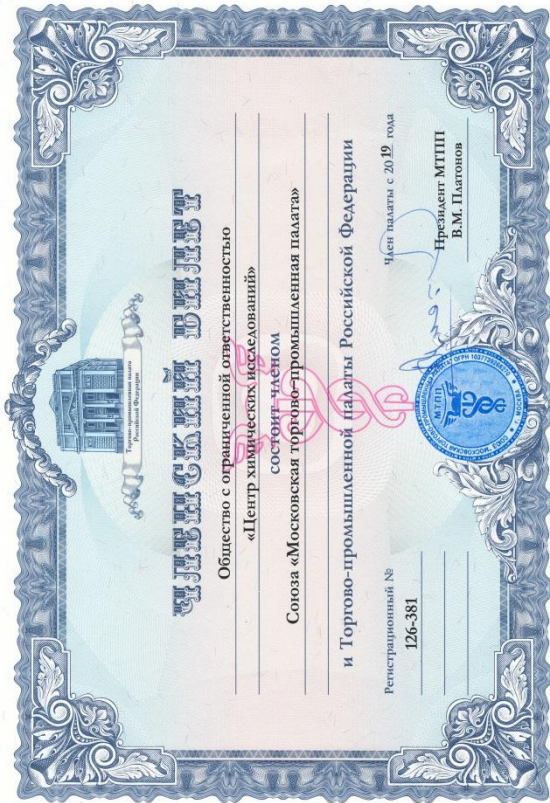 Торгово-промышленная палата
Российской Федерации
ЧЛЕНСКИЙ БИЛЕТ
Общество с ограниченной ответственностью
«Центр химических исследований»
состоит членом
Союза «Московская торгово-промышленная палата»
и Торгово-промышленной палаты Российской Федерации
Регистрационный №
126-381
Член палаты с 2019 года
Президент МТПП
В.М. Платонов
МТПП